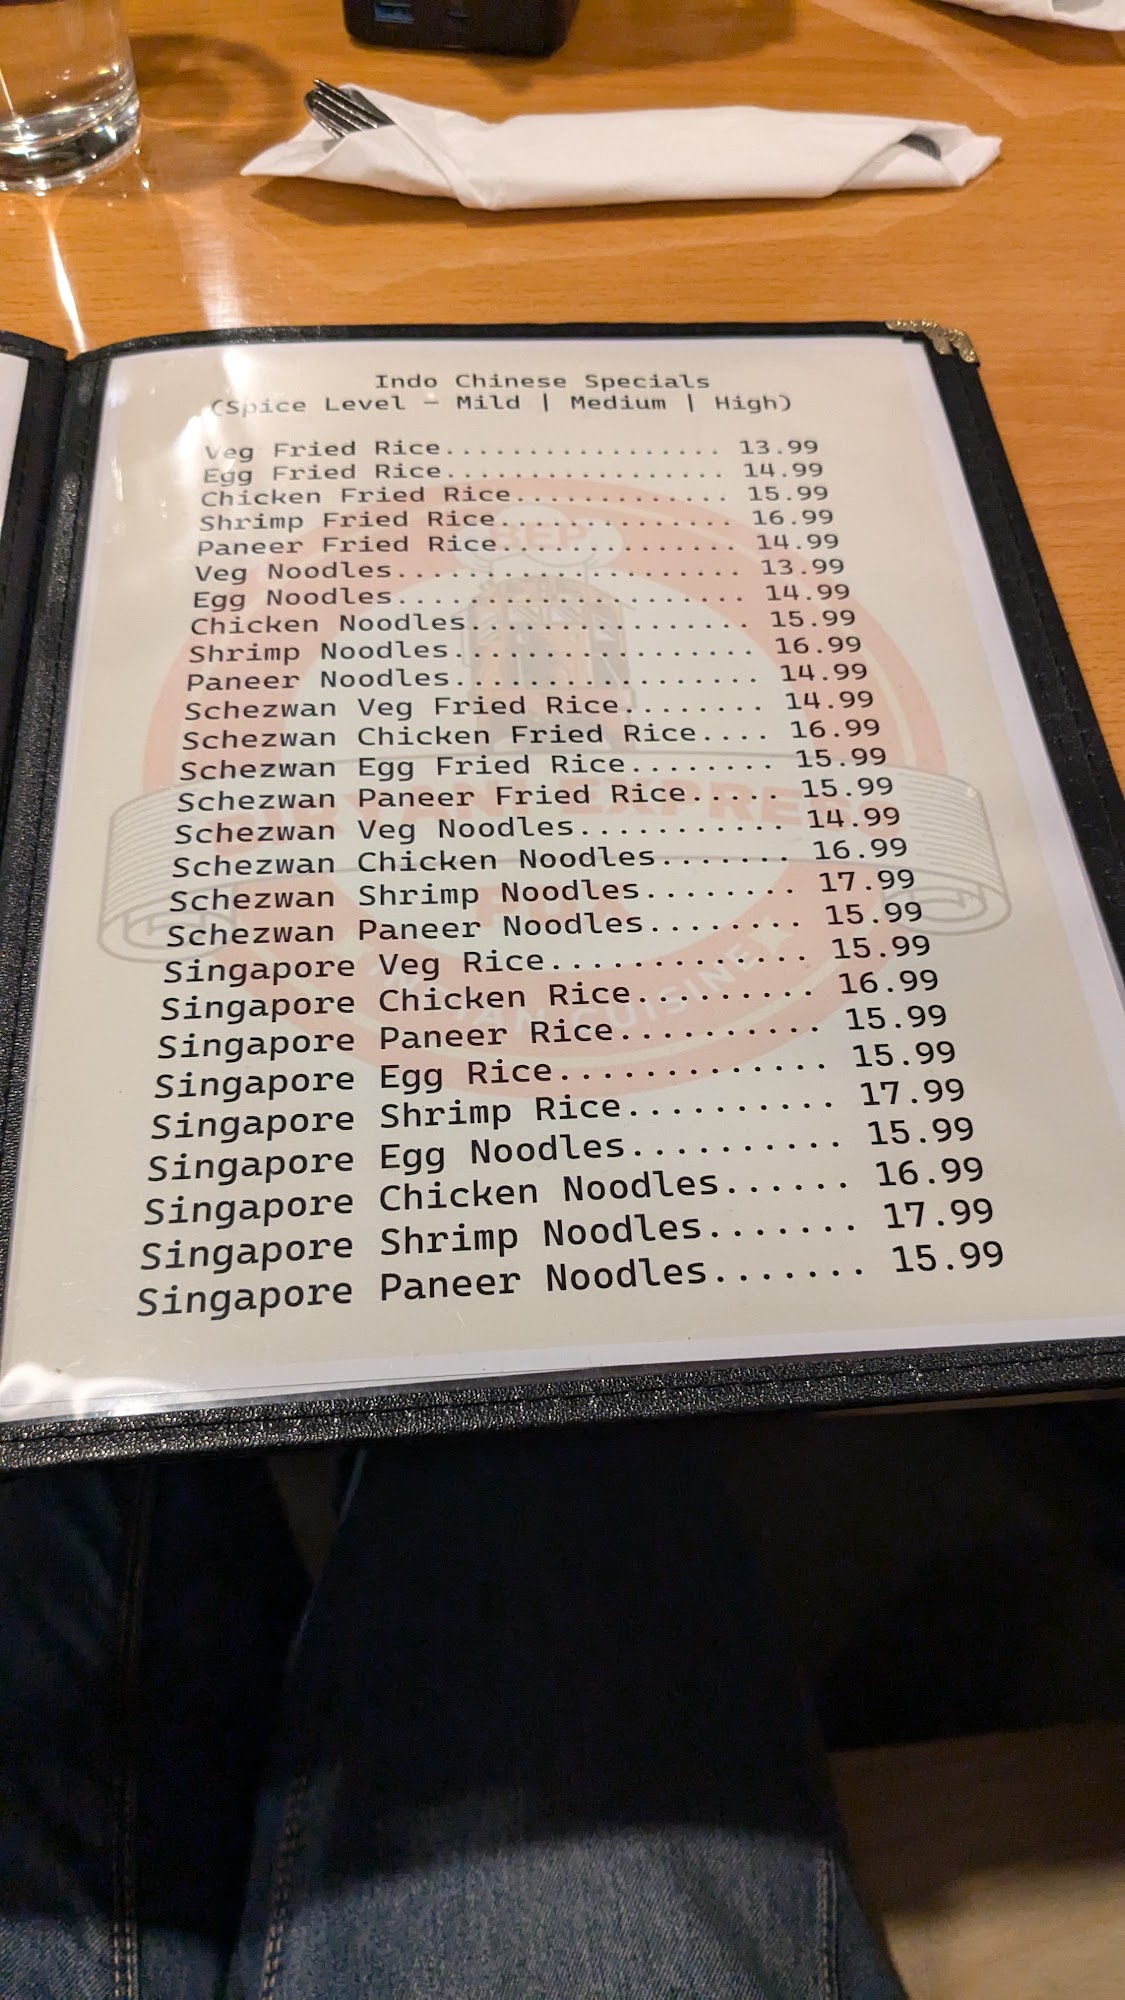 Indo Chinese Specials
(Spice Level – Mild | Medium | High)
Veg Fried Rice................. 13.99
Egg Fried Rice................. 14.99
Chicken Fried Rice............. 15.99
Shrimp Fried Rice.............. 16.99
Paneer Fried Rice.............. 14.99
Veg Noodles.................... 13.99
Egg Noodles.................... 14.99
Chicken Noodles................ 15.99
Shrimp Noodles................. 16.99
Paneer Noodles................. 14.99
Schezwan Veg Fried Rice........ 14.99
Schezwan Chicken Fried Rice.... 16.99
Schezwan Egg Fried Rice........ 15.99
Schezwan Paneer Fried Rice..... 15.99
Schezwan Veg Noodles........... 14.99
Schezwan Chicken Noodles....... 16.99
Schezwan Shrimp Noodles........ 17.99
Schezwan Paneer Noodles........ 15.99
Singapore Veg Rice............. 15.99
Singapore Chicken Rice......... 16.99
Singapore Paneer Rice.......... 15.99
Singapore Egg Rice............. 15.99
Singapore Shrimp Rice.......... 17.99
Singapore Egg Noodles.......... 15.99
Singapore Chicken Noodles...... 16.99
Singapore Shrimp Noodles....... 17.99
Singapore Paneer Noodles....... 15.99
BEP
CUISINE